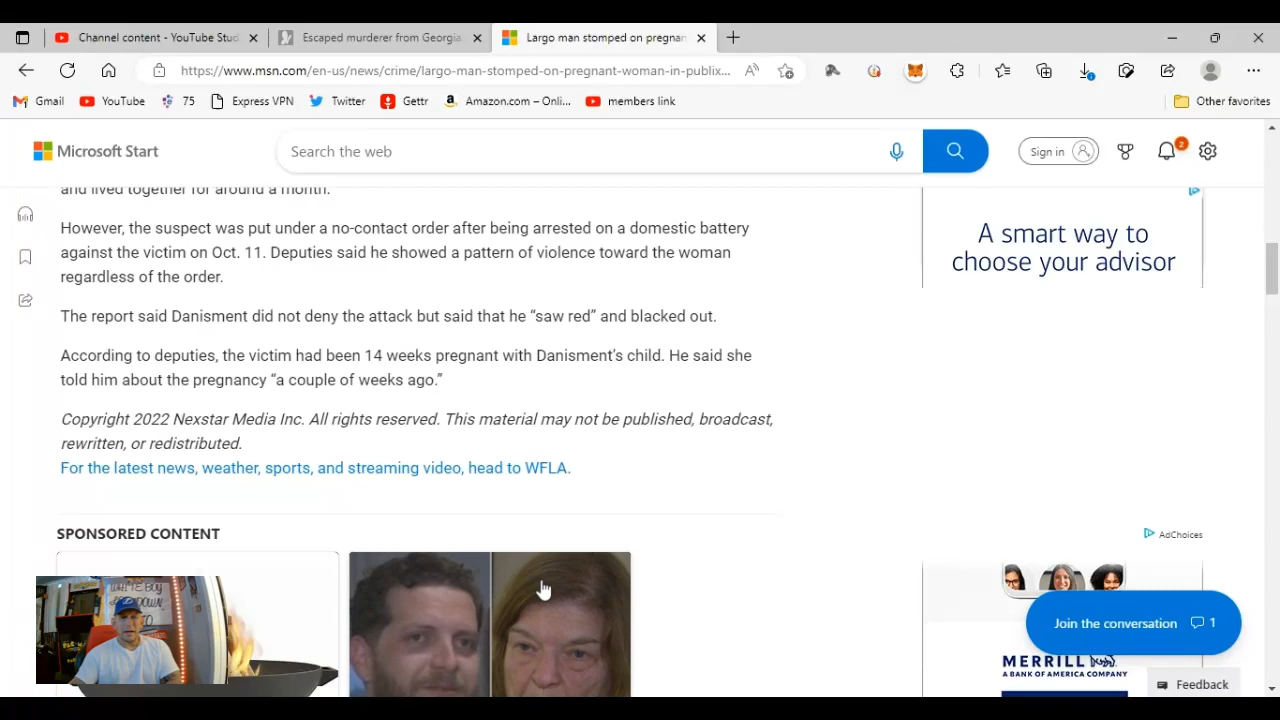 Channel content - YouTube Stud
Escaped murderer from Georgia
Largo man stomped on pregnan
https://www.msn.com/en-us/news/crime/largo-man-stomped-on-pregnant-woman-in-publix...
Gmail
YouTube
75
Express VPN
Twitter
Gettr
Amazon.com – Onli...
members link
Other favorites
Microsoft Start
Search the web
Sign in
2
and lived together for around a month.
However, the suspect was put under a no-contact order after being arrested on a domestic battery
against the victim on Oct. 11. Deputies said he showed a pattern of violence toward the woman
regardless of the order.
The report said Danisment did not deny the attack but said that he “saw red” and blacked out.
According to deputies, the victim had been 14 weeks pregnant with Danisment’s child. He said she
told him about the pregnancy “a couple of weeks ago.”
Copyright 2022 Nexstar Media Inc. All rights reserved. This material may not be published, broadcast,
rewritten, or redistributed.
For the latest news, weather, sports, and streaming video, head to WFLA.
SPONSORED CONTENT
A smart way to
choose your advisor
AdChoices
Join the conversation 1
MERRILL
A BANK OF AMERICA COMPANY
Feedback